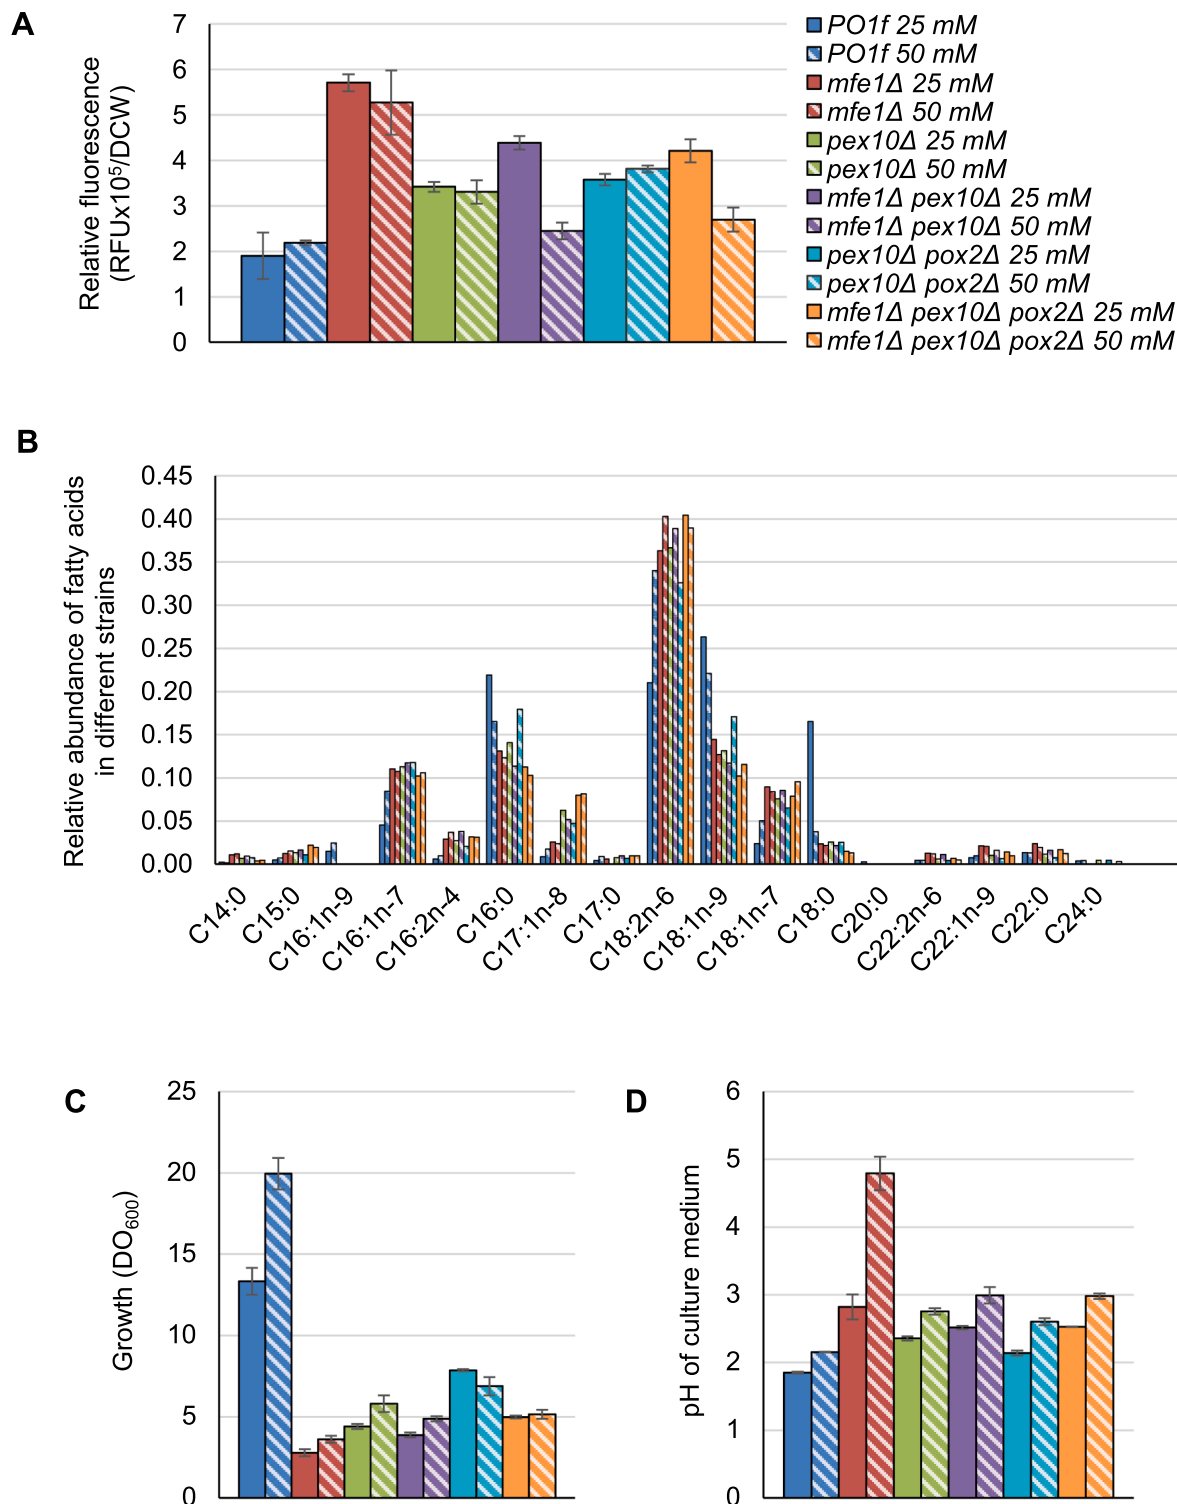 A
7
6
5
4
3
2
1
0
Relative fluorescence
(RFUx10⁵/DCW)
PO1f 25 mM
PO1f 50 mM
mfe1Δ 25 mM
mfe1Δ 50 mM
pex10Δ 25 mM
pex10Δ 50 mM
mfe1Δ pex10Δ 25 mM
mfe1Δ pex10Δ 50 mM
pex10Δ pox2Δ 25 mM
pex10Δ pox2Δ 50 mM
mfe1Δ pex10Δ pox2Δ 25 mM
mfe1Δ pex10Δ pox2Δ 50 mM
B
Relative abundance of fatty acids
in different strains
0.45
0.40
0.35
0.30
0.25
0.20
0.15
0.10
0.05
0.00
C14:0
C15:0
C16:1n-9
C16:1n-7
C16:2n-4
C16:0
C17:1n-8
C17:0
C18:2n-6
C18:1n-9
C18:1n-7
C18:0
C20:0
C22:2n-6
C22:1n-9
C22:0
C24:0
C
Growth (DO₆₀₀)
25
20
15
10
5
0
D
pH of culture medium
6
5
4
3
2
1
0